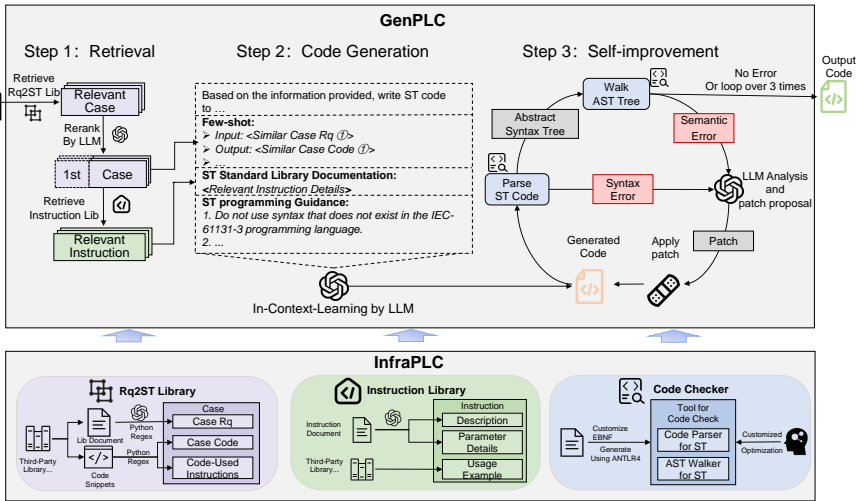 GenPLC
Step 1: Retrieval
Step 2: Code Generation
Step 3: Self-improvement
Retrieve
Rq2ST Lib
Relevant
Case
Rerank
By LLM
1st
Case
Retrieve
Instruction Lib
Relevant
Instruction
Based on the information provided, write ST code
to …
Few-shot:
➢ Input: <Similar Case Rq ①>
➢ Output: <Similar Case Code ①>
➢ …
ST Standard Library Documentation:
<Relevant Instruction Details>
ST programming Guidance:
1. Do not use syntax that does not exist in the IEC-
61131-3 programming language.
2. ...
In-Context-Learning by LLM
Walk
AST Tree
Abstract
Syntax Tree
Parse
ST Code
Syntax
Error
Semantic
Error
No Error
Or loop over 3 times
Output
Code
LLM Analysis
and
patch proposal
Patch
Apply
patch
Generated
Code
InfraPLC
Rq2ST Library
Third-Party
Library...
Lib Document
Code
Snippets
Python
Regex
Python
Regex
Case
Case Rq
Case Code
Code-Used
Instructions
Instruction Library
Instruction
Document
Third-Party
Library...
Instruction
Description
Parameter
Details
Usage
Example
Code Checker
Customize
EBNF
Generate
Using ANTLR4
Tool for
Code Check
Code Parser
for ST
AST Walker
for ST
Customized
Optimization